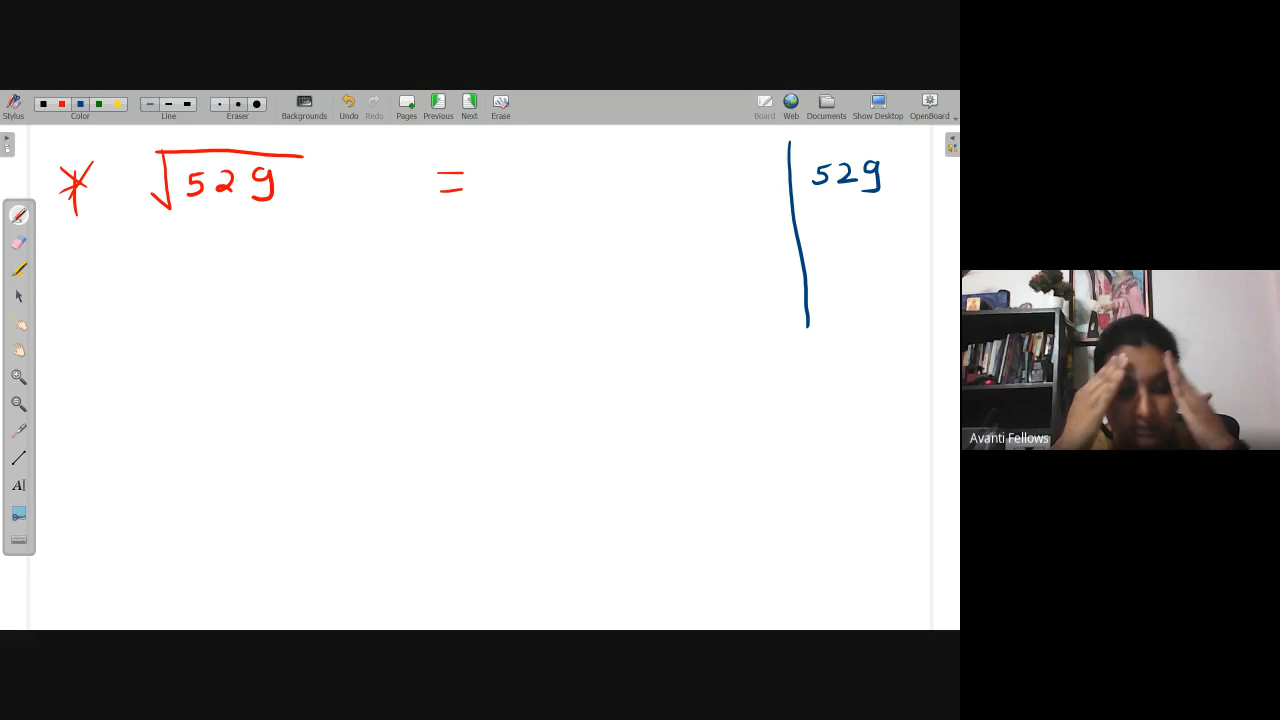 Stylus
Color
Line
Eraser
Backgrounds
Undo
Redo
Pages
Previous
Next
Erase
Board
Web
Documents
Show Desktop
OpenBoard
* √529 =
529
Avanti Fellows